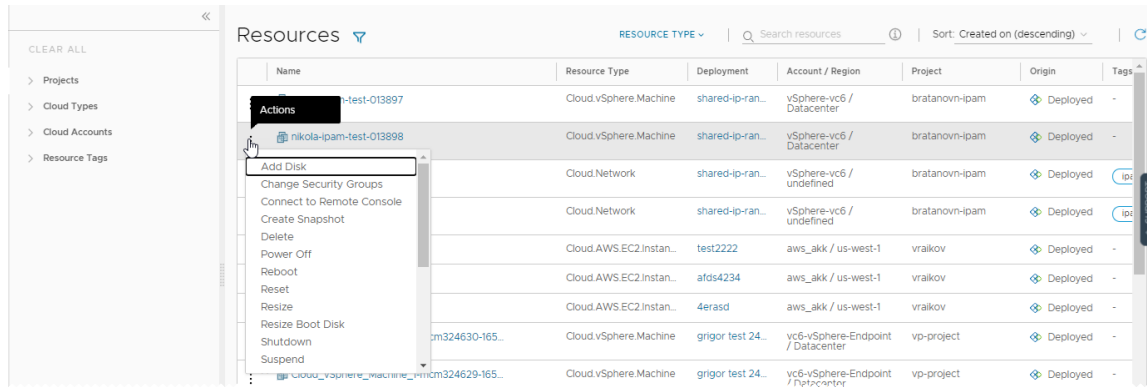 CLEAR ALL
Projects
Cloud Types
Cloud Accounts
Resource Tags
Resources
RESOURCE TYPE
Search resources
Sort: Created on (descending)
Name Resource Type Deployment Account / Region Project Origin Tags
Actions
-test-013897 Cloud.vSphere.Machine shared-ip-ran... vSphere-vc6 / bratanovn-ipam Deployed -
Datacenter
nikola-ipam-test-013898 Cloud.vSphere.Machine shared-ip-ran... vSphere-vc6 / bratanovn-ipam Deployed -
Datacenter
Add Disk
Change Security Groups
Connect to Remote Console
Create Snapshot
Delete
Power Off
Reboot
Reset
Resize
Resize Boot Disk
Shutdown
Suspend
Cloud.Network shared-ip-ran... vSphere-vc6 / bratanovn-ipam Deployed ipa
undefined
Cloud.Network shared-ip-ran... vSphere-vc6 / bratanovn-ipam Deployed ipa
undefined
Cloud.AWS.EC2.Instan... test2222 aws_akk / us-west-1 vraikov Deployed -
Cloud.AWS.EC2.Instan... afds4234 aws_akk / us-west-1 vraikov Deployed -
Cloud.AWS.EC2.Instan... 4erasd aws_akk / us-west-1 vraikov Deployed -
cm324630-165... Cloud.vSphere.Machine grigor test 24... vc6-vSphere-Endpoint vp-project Deployed -
/ Datacenter
Cloud_vSphere_Machine_1-mcm324629-165... Cloud.vSphere.Machine grigor test 24... vc6-vSphere-Endpoint vp-project Deployed -
/ Datacenter